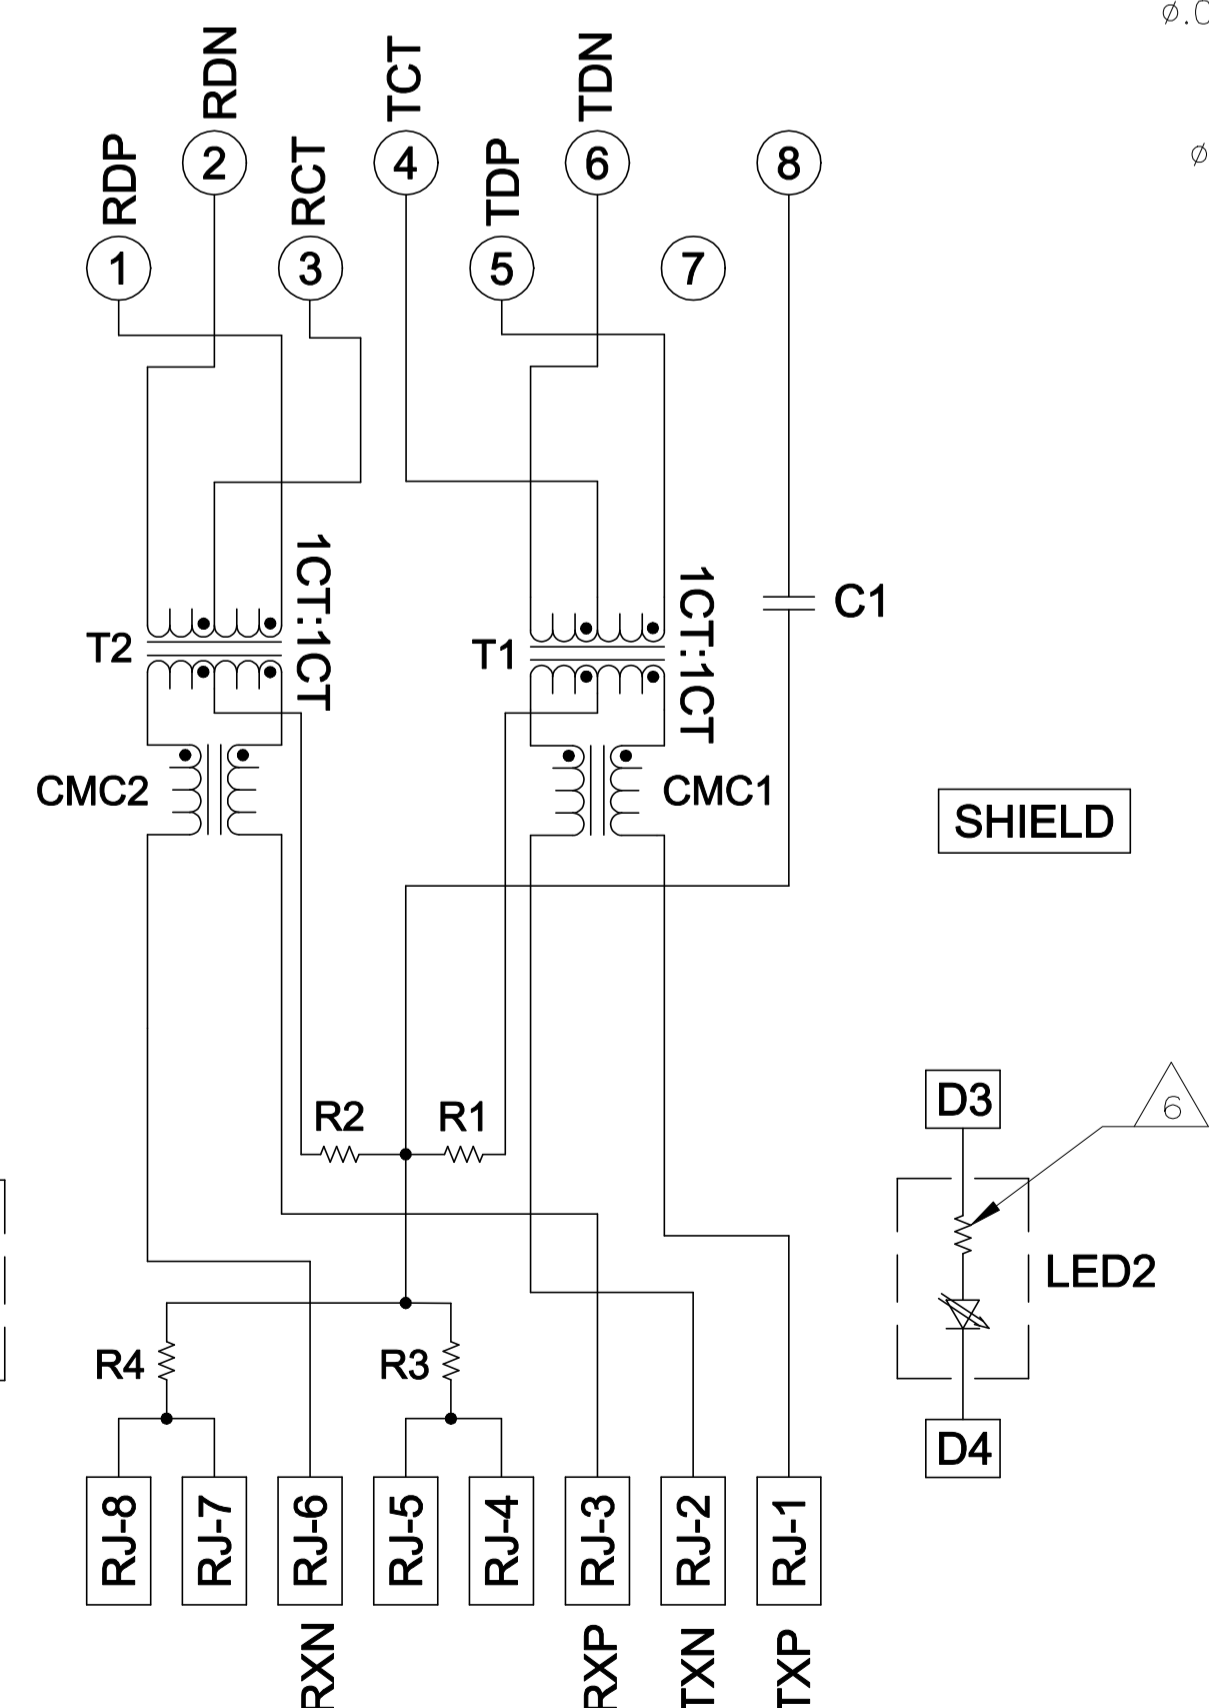 ø.0
ø
RDP
RDN
RCT
TCT
TDP
TDN
1
2
3
4
5
6
7
8
1CT:1CT
1CT:1CT
T2
T1
C1
CMC2
CMC1
SHIELD
R2
R1
D3
6
LED2
R4
R3
D4
RJ-8
RJ-7
RJ-6
RJ-5
RJ-4
RJ-3
RJ-2
RJ-1
RXN
RXP
TXN
TXP